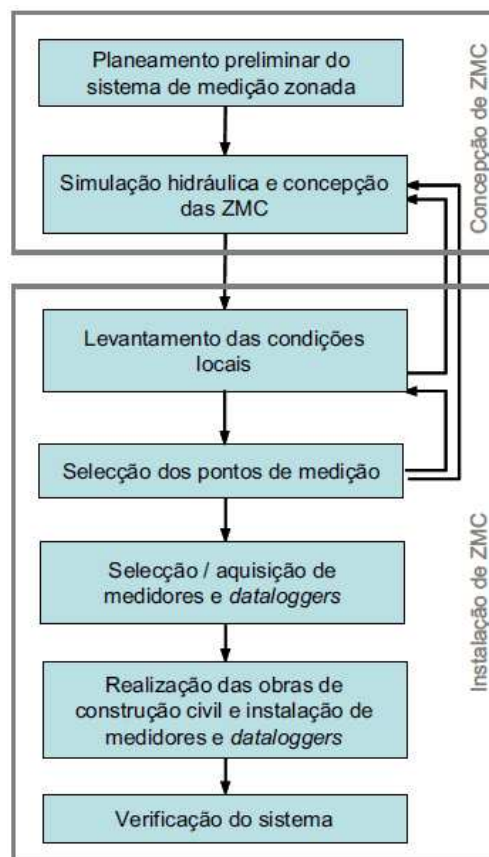 Planeamento preliminar do
sistema de medição zonada
Simulação hidráulica e concepção
das ZMC
Concepção de ZMC
Levantamento das condições
locais
Selecção dos pontos de medição
Selecção / aquisição de
medidores e dataloggers
Realização das obras de
construção civil e instalação de
medidores e dataloggers
Verificação do sistema
Instalação de ZMC